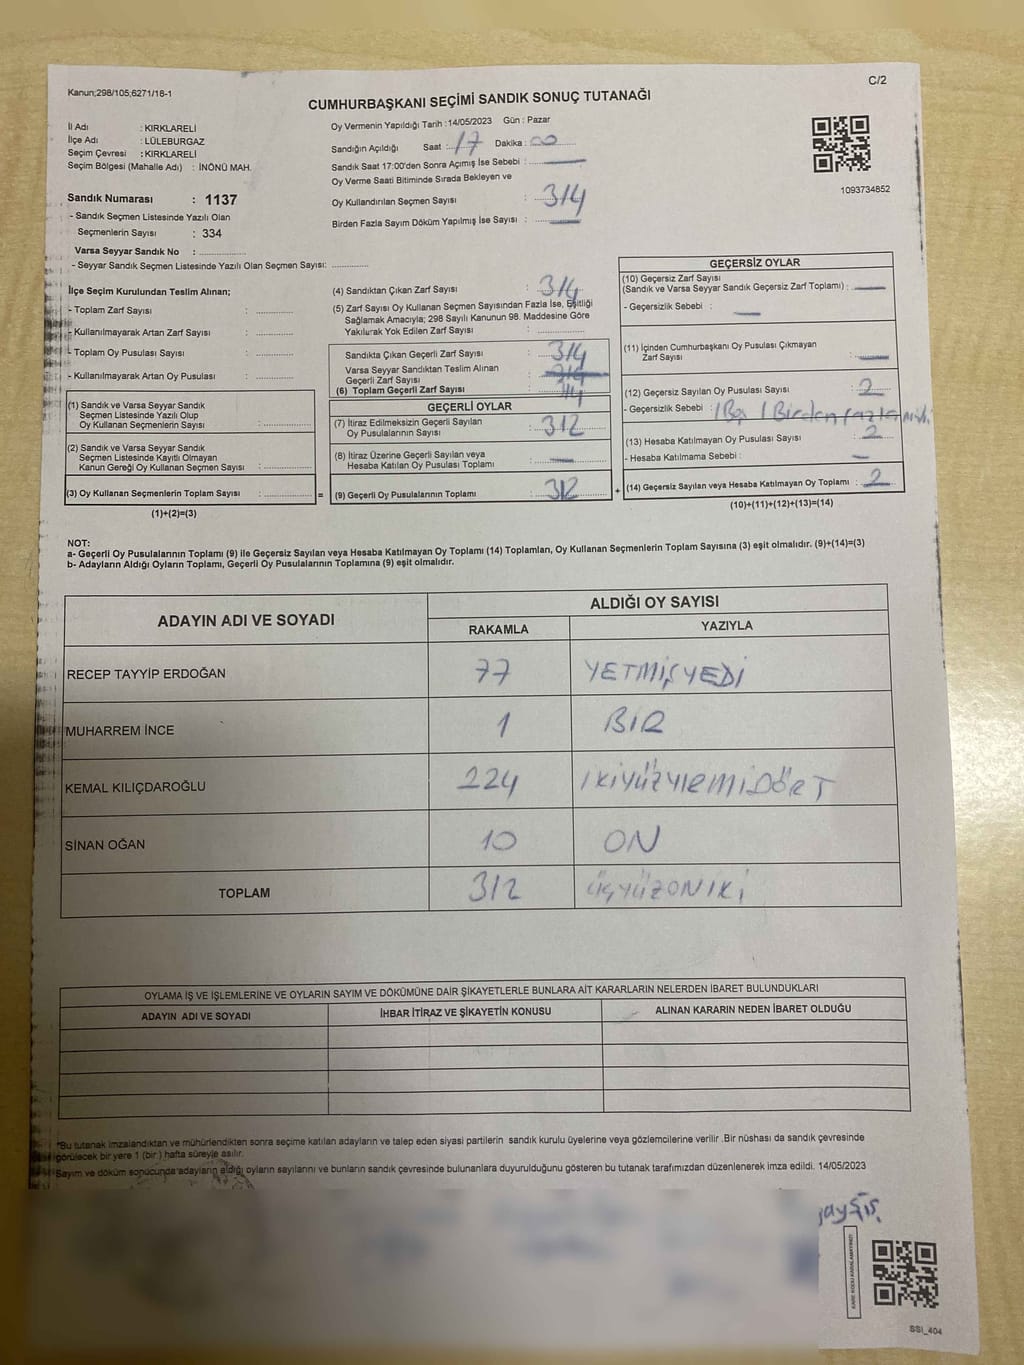 Kanun;298/105,6271/18-1
C/2
CUMHURBAŞKANI SEÇİMİ SANDIK SONUÇ TUTANAĞI
İl Adı : KIRKLARELİ
İlçe Adı : LÜLEBURGAZ
Seçim Çevresi : KIRKLARELİ
Seçim Bölgesi (Mahalle Adı) : İNÖNÜ MAH.
Sandık Numarası : 1137
- Sandık Seçmen Listesinde Yazılı Olan
Seçmenlerin Sayısı : 334
Varsa Seyyar Sandık No : ..................
- Seyyar Sandık Seçmen Listesinde Yazılı Olan Seçmen Sayısı: ..............
Oy Vermenin Yapıldığı Tarih :14/05/2023 Gün : Pazar
Sandığın Açıldığı Saat : 17 Dakika : 00
Sandık Saat 17:00'den Sonra Açımış İse Sebebi : —
Oy Verme Saati Bitiminde Sırada Bekleyen ve
Oy Kullandırılan Seçmen Sayısı : 314
Birden Fazla Sayım Döküm Yapılmış İse Sayısı : —
1093734852
İlçe Seçim Kurulundan Teslim Alınan;
- Toplam Zarf Sayısı : ..............
- Kullanılmayarak Artan Zarf Sayısı : ..............
- Toplam Oy Pusulası Sayısı : ..............
- Kullanılmayarak Artan Oy Pusulası : ..............
(1) Sandık ve Varsa Seyyar Sandık
Seçmen Listesinde Yazılı Olup
Oy Kullanan Seçmenlerin Sayısı : ..............
(2) Sandık ve Varsa Seyyar Sandık
Seçmen Listesinde Kayıtlı Olmayan
Kanun Gereği Oy Kullanan Seçmen Sayısı : ..............
(3) Oy Kullanan Seçmenlerin Toplam Sayısı : .............. =
(1)+(2)=(3)
(4) Sandıktan Çıkan Zarf Sayısı : 314
(5) Zarf Sayısı Oy Kullanan Seçmen Sayısından Fazla İse, Eşitliği
Sağlamak Amacıyla; 298 Sayılı Kanunun 98. Maddesine Göre
Yakılurak Yok Edilen Zarf Sayısı : ..............
Sandıkta Çıkan Geçerli Zarf Sayısı : 314
Varsa Seyyar Sandıktan Teslim Alınan
Geçerli Zarf Sayısı :
(6) Toplam Geçerli Zarf Sayısı :
GEÇERLİ OYLAR
(7) İtiraz Edilmeksizin Geçerli Sayılan
Oy Pusulalarının Sayısı : 312
(8) İtiraz Üzerine Geçerli Sayılan veya
Hesaba Katılan Oy Pusulası Toplamı : —
(9) Geçerli Oy Pusulalarının Toplamı : 312 +
GEÇERSİZ OYLAR
(10) Geçersiz Zarf Sayısı
(Sandık ve Varsa Seyyar Sandık Geçersiz Zarf Toplamı) : —
- Geçersizlik Sebebi : —
(11) İçinden Cumhurbaşkanı Oy Pusulası Çıkmayan
Zarf Sayısı : —
(12) Geçersiz Sayılan Oy Pusulası Sayısı : 2
- Geçersizlik Sebebi : 1 Boş 1 Birden fazla
(13) Hesaba Katılmayan Oy Pusulası Sayısı : 2
- Hesaba Katılmama Sebebi : —
(14) Geçersiz Sayılan veya Hesaba Katılmayan Oy Toplamı : 2
(10)+(11)+(12)+(13)=(14)
NOT:
a- Geçerli Oy Pusulalarının Toplamı (9) ile Geçersiz Sayılan veya Hesaba Katılmayan Oy Toplamı (14) Toplamları, Oy Kullanan Seçmenlerin Toplam Sayısına (3) eşit olmalıdır. (9)+(14)=(3)
b- Adayların Aldığı Oyların Toplamı, Geçerli Oy Pusulalarının Toplamına (9) eşit olmalıdır.
ADAYIN ADI VE SOYADI
ALDIĞI OY SAYISI
RAKAMLA YAZIYLA
RECEP TAYYİP ERDOĞAN 77 YETMİŞYEDİ
MUHARREM İNCE 1 BİR
KEMAL KILIÇDAROĞLU 224 İKİYÜZYİRMİDÖRT
SİNAN OĞAN 10 ON
TOPLAM 312 ÜÇYÜZONİKİ
OYLAMA İŞ VE İŞLEMLERİNE VE OYLARIN SAYIM VE DÖKÜMÜNE DAİR ŞİKAYETLERLE BUNLARA AİT KARARLARIN NELERDEN İBARET BULUNDUKLARI
ADAYIN ADI VE SOYADI İHBAR İTİRAZ VE ŞİKAYETİN KONUSU ALINAN KARARIN NEDEN İBARET OLDUĞU
*Bu tutanak imzalandıktan ve mühürlendikten sonra seçime katılan adayların ve talep eden siyasi partilerin sandık kurulu üyelerine veya gözlemcilerine verilir .Bir nüshası da sandık çevresinde
görülecek bir yere 1 (bir ) hafta süreyle asılır.
Sayım ve döküm sonucunda adayların aldığı oyların sayılarını ve bunların sandık çevresinde bulunanlara duyurulduğunu gösteren bu tutanak tarafımızdan düzenlenerek imza edildi. 14/05/2023
SSİ_404